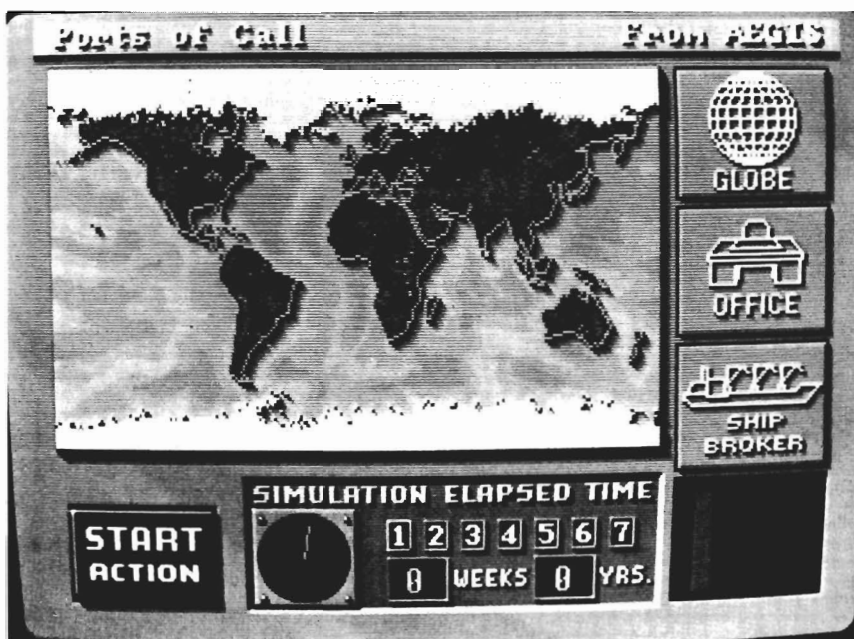 Ports of Call From AEGIS
GLOBE
OFFICE
SHIP
BROKER
START
ACTION
SIMULATION ELAPSED TIME
1 2 3 4 5 6 7
0 WEEKS 0 YRS.